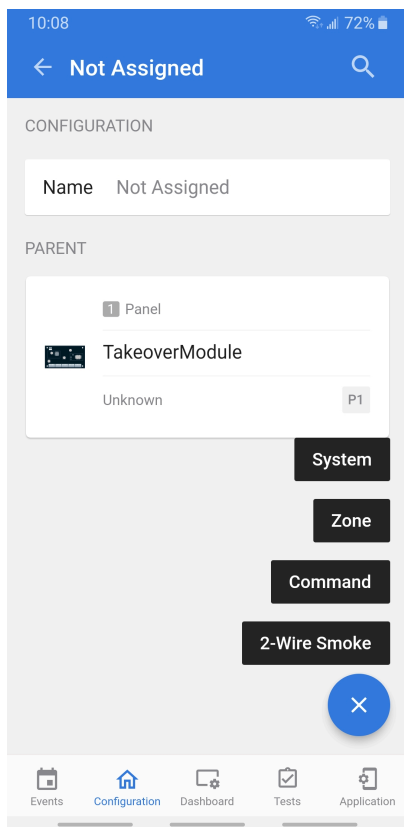 10:08 72%
Not Assigned
CONFIGURATION
Name Not Assigned
PARENT
1 Panel
TakeoverModule
Unknown P1
System
Zone
Command
2-Wire Smoke
Events Configuration Dashboard Tests Application